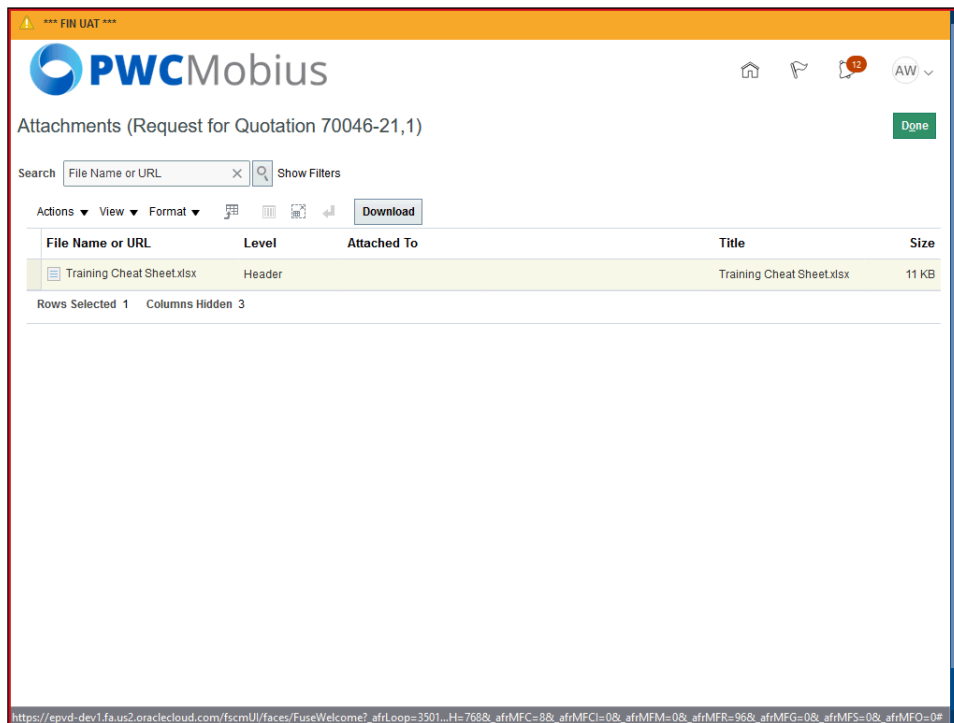 *** FIN UAT ***
PWCMobius
12
AW
Attachments (Request for Quotation 70046-21,1)
Done
Search File Name or URL Show Filters
Actions View Format Download
File Name or URL Level Attached To Title Size
Training Cheat Sheet.xlsx Header Training Cheat Sheet.xlsx 11 KB
Rows Selected 1 Columns Hidden 3
https://epvd-dev1.fa.us2.oraclecloud.com/fscmUI/faces/FuseWelcome?_afrLoop=3501...H=768&_afrMFC=8&_afrMFCI=0&_afrMFM=0&_afrMFR=96&_afrMFG=0&_afrMFS=0&_afrMFO=0#